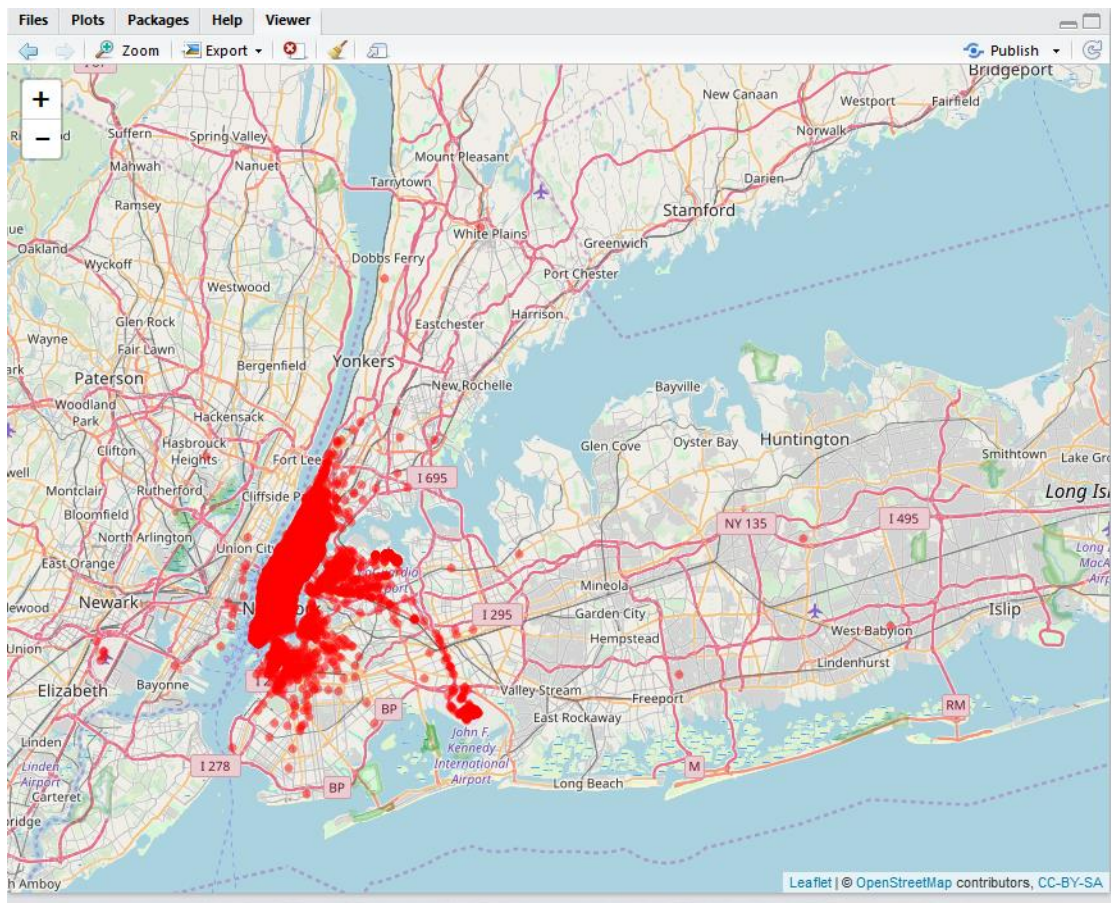 Files Plots Packages Help Viewer
Zoom Export Publish
+
−
Bridgeport
New Canaan
Westport
Fairfield
Suffern
Spring Valley
Norwalk
Mahwah
Nanuet
Mount Pleasant
Tarrytown
Darien
Ramsey
Stamford
White Plains
Oakland
Greenwich
Wyckoff
Dobbs Ferry
Port Chester
Westwood
Harrison
Glen Rock
Eastchester
Wayne
Fair Lawn
Bergenfield
Yonkers
Paterson
New Rochelle
Bayville
Woodland
Park
Hackensack
Hasbrouck
Heights
Clifton
Fort Lee
Glen Cove
Oyster Bay
Huntington
Smithtown
Lake Gro
I 695
Montclair
Rutherford
Cliffside P
Long Isl
Bloomfield
NY 135
I 495
North Arlington
Union City
East Orange
Mineola
Newark
I 295
Garden City
Islip
Hempstead
West Babylon
Union
Lindenhurst
Elizabeth
Bayonne
Valley Stream
Freeport
BP
East Rockaway
RM
Linden
John F.
Kennedy
International
Airport
I 278
M
Linden
Airport
Long Beach
BP
Carteret
h Amboy
Leaflet | © OpenStreetMap contributors, CC-BY-SA